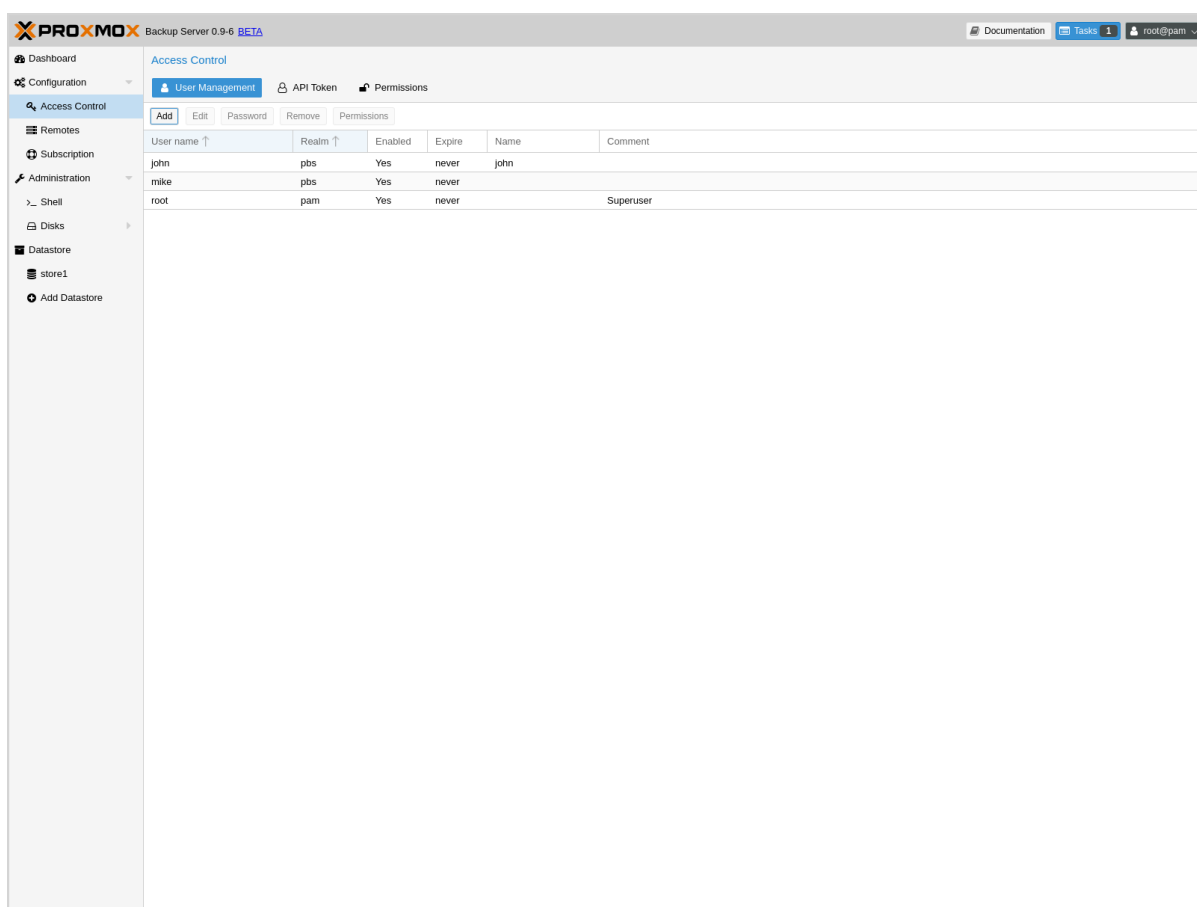 PROXMOX Backup Server 0.9-6 BETA
Documentation Tasks 1 root@pam
Dashboard
Configuration
Access Control
Remotes
Subscription
Administration
Shell
Disks
Datastore
store1
Add Datastore
Access Control
User Management API Token Permissions
Add Edit Password Remove Permissions
User name Realm Enabled Expire Name Comment
john pbs Yes never john
mike pbs Yes never
root pam Yes never Superuser